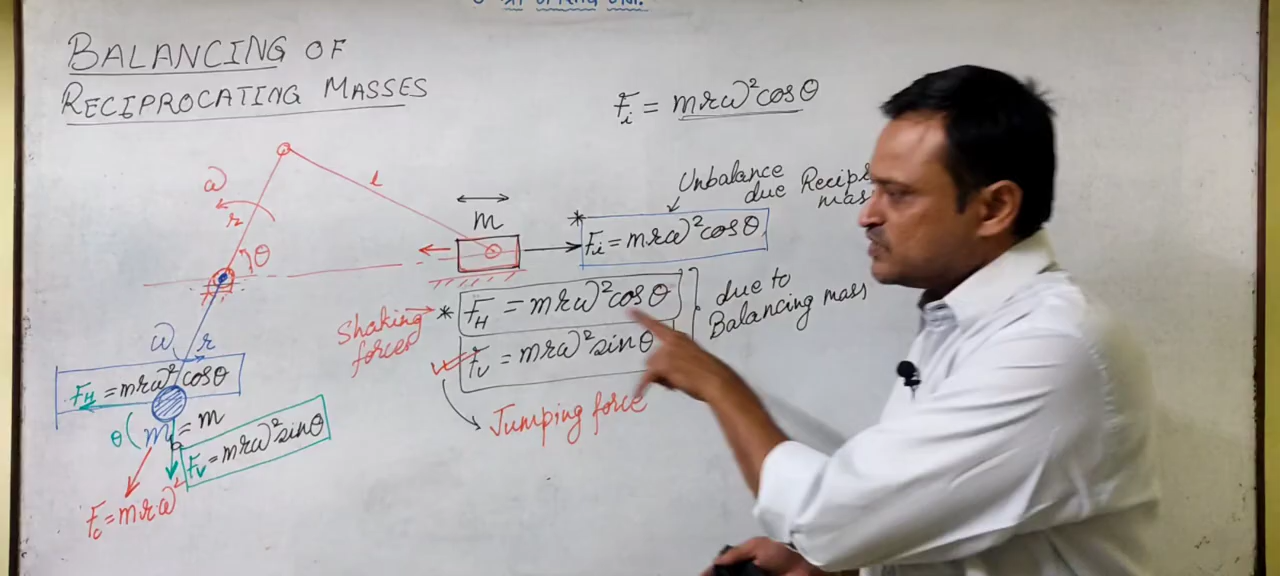 BALANCING OF
RECIPROCATING MASSES
Fi = mrω²cosθ
Unbalance
due Recip
mas
ω
r
l
θ
m
* Fi = mrω²cosθ
Shaking forces
* FH = mrω²cosθ
FV = mrω²sinθ
due to
Balancing mass
Jumping force
ω
r
FH = mrω²cosθ
θ
m = m
FV = mrω²sinθ
Fc = mrω²